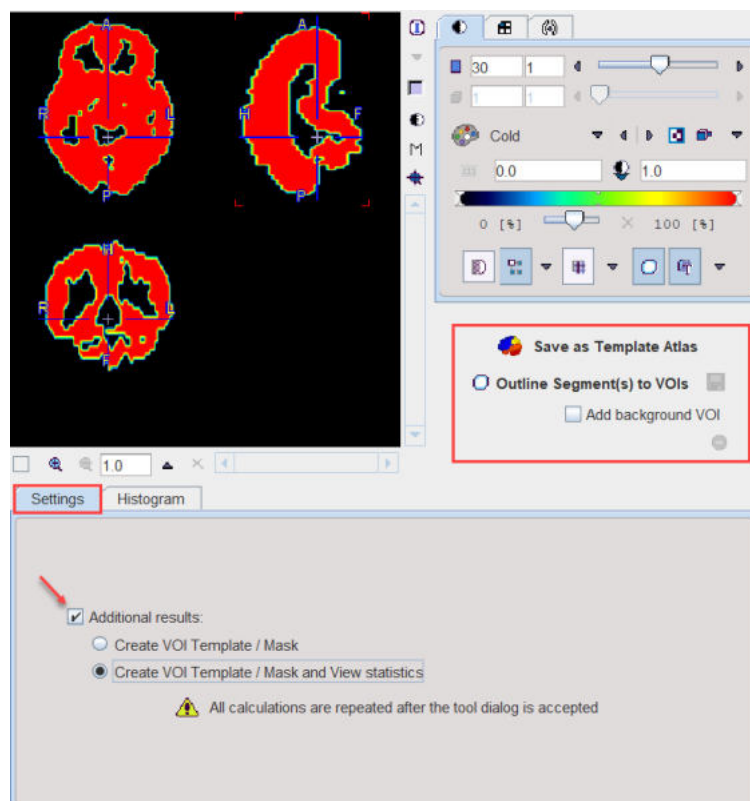 A
A
R
L
H
F
P
P
H
R
L
F
M
30
1
1
1
Cold
0.0
1.0
0 [%]
100 [%]
Save as Template Atlas
Outline Segment(s) to VOIs
Add background VOI
1.0
Settings
Histogram
Additional results:
Create VOI Template / Mask
Create VOI Template / Mask and View statistics
All calculations are repeated after the tool dialog is accepted